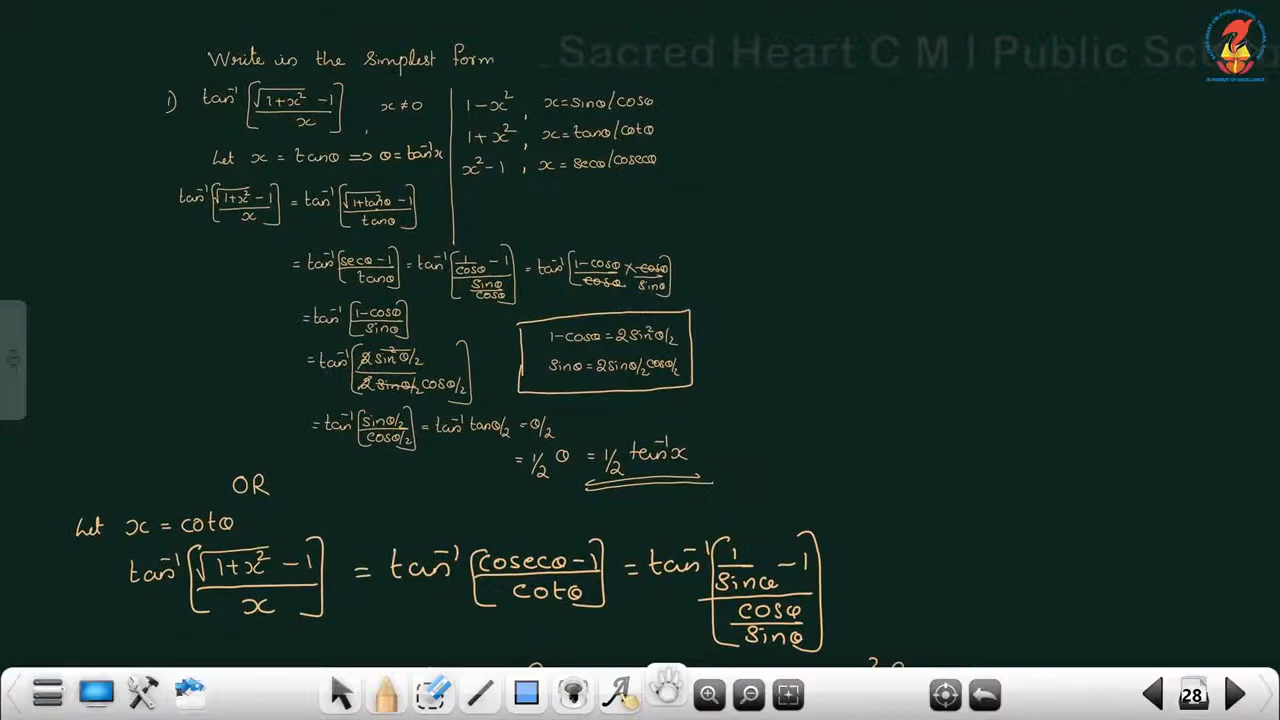 Sacred Heart C M I Public Sc
Write in the simplest form
1) tan⁻¹[(√(1+x²) −1)/x] x≠0
1−x², x=sinθ/cosθ
1+x², x=tanθ/cotθ
x²−1, x=secθ/cosecθ
Let x = tanθ ⟹ θ=tan⁻¹x
tan⁻¹[(√(1+x²) −1)/x] = tan⁻¹[(√(1+tan²θ) −1)/tanθ]
= tan⁻¹[(secθ−1)/tanθ] = tan⁻¹[(1/cosθ −1)/(sinθ/cosθ)] = tan⁻¹[(1−cosθ)/cosθ × cosθ/sinθ]
= tan⁻¹[(1−cosθ)/sinθ]
1−cosθ = 2sin²θ/2
sinθ = 2sinθ/2 cosθ/2
= tan⁻¹[2sin²θ/2 / 2sinθ/2 cosθ/2]
= tan⁻¹[sinθ/2 / cosθ/2] = tan⁻¹ tanθ/2 = θ/2
= 1/2 θ = 1/2 tan⁻¹x
OR
Let x = cotθ
tan⁻¹[(√(1+x²) −1)/x] = tan⁻¹[(cosecθ−1)/cotθ] = tan⁻¹[(1/sinθ −1)/(cosθ/sinθ)]
28